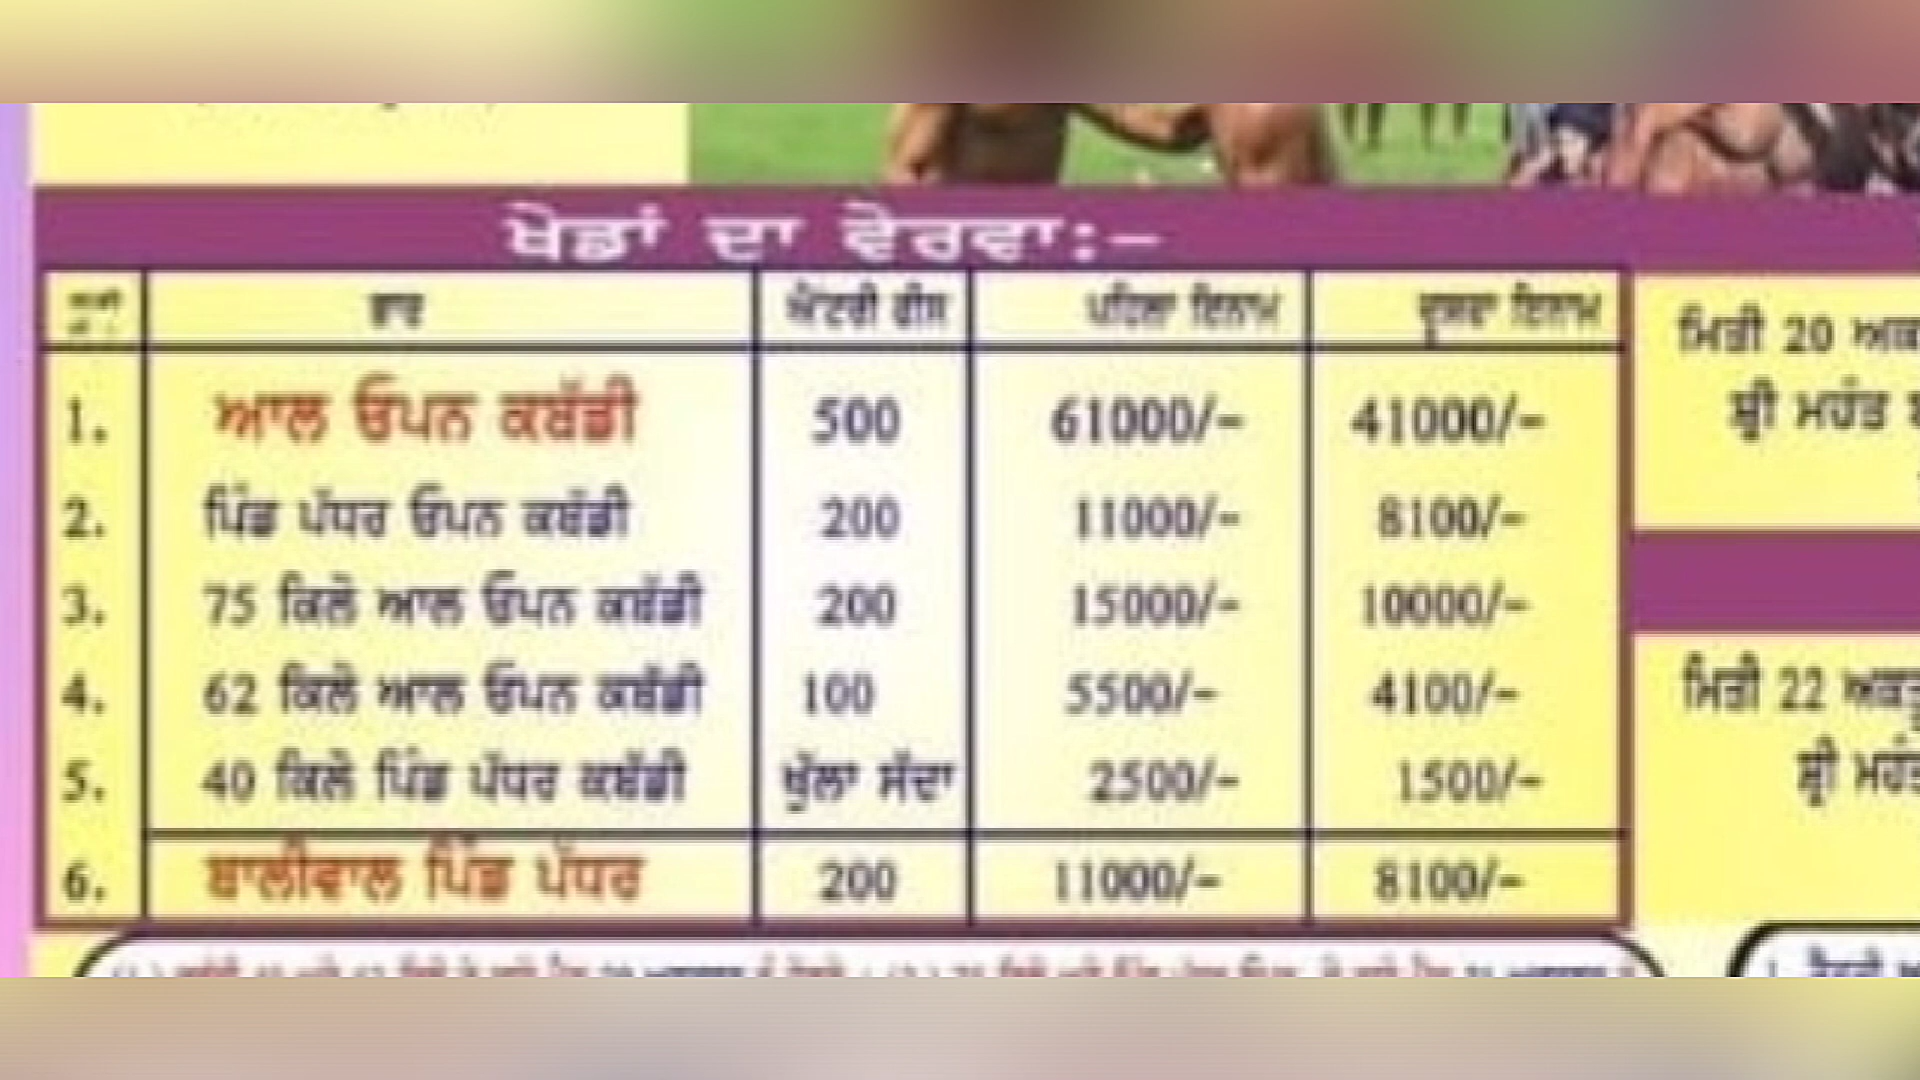 ਖੇਡਾਂ ਦਾ ਵੇਰਵਾ:–
ਭਾਰ ਐਂਟਰੀ ਫੀਸ ਪਹਿਲਾ ਇਨਾਮ ਦੂਸਰਾ ਇਨਾਮ
1. ਆਲ ਓਪਨ ਕਬੱਡੀ 500 61000/– 41000/–
2. ਪਿੰਡ ਪੱਧਰ ਓਪਨ ਕਬੱਡੀ 200 11000/– 8100/–
3. 75 ਕਿਲੋ ਆਲ ਓਪਨ ਕਬੱਡੀ 200 15000/– 10000/–
4. 62 ਕਿਲੋ ਆਲ ਓਪਨ ਕਬੱਡੀ 100 5500/– 4100/–
5. 40 ਕਿਲੋ ਪਿੰਡ ਪੱਧਰ ਕਬੱਡੀ ਖੁੱਲਾ ਸੱਦਾ 2500/– 1500/–
6. ਬਾਲੀਵਾਲ ਪਿੰਡ ਪੱਧਰ 200 11000/– 8100/–
ਮਿਤੀ 20
ਸ਼੍ਰੀ ਮਹੰਤ
ਮਿਤੀ 22
ਸ਼੍ਰੀ